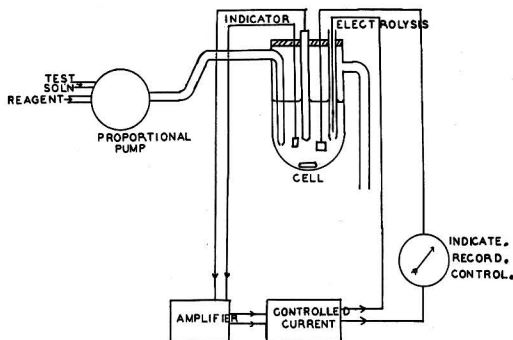 INDICATOR
ELECTROLYSIS
TEST
SOLN
REAGENT
PROPORTIONAL
PUMP
CELL
INDICATE.
RECORD.
CONTROL.
AMPLIFIER
CONTROLLED
CURRENT